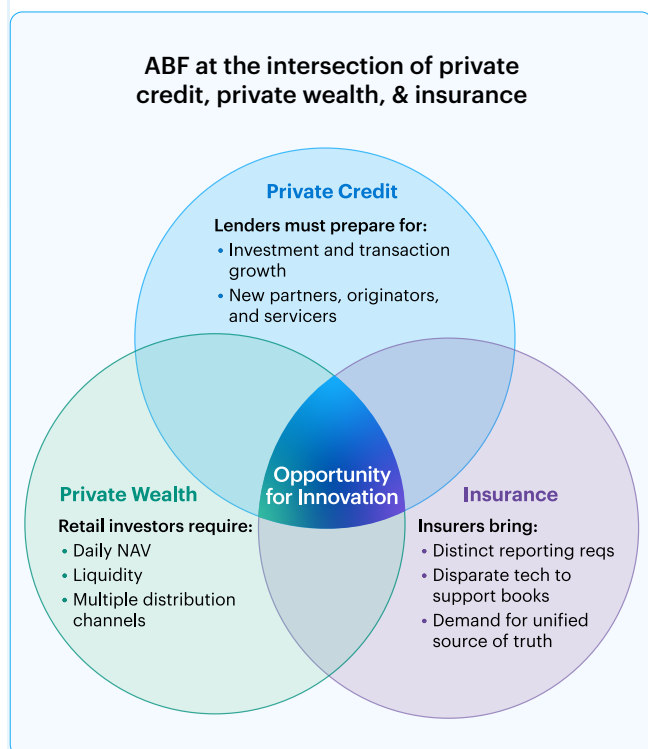 ABF at the intersection of private
credit, private wealth, & insurance
Private Credit
Lenders must prepare for:
• Investment and transaction
growth
• New partners, originators,
and servicers
Opportunity
for Innovation
Private Wealth
Retail investors require:
• Daily NAV
• Liquidity
• Multiple distribution
channels
Insurance
Insurers bring:
• Distinct reporting reqs
• Disparate tech to
support books
• Demand for unified
source of truth